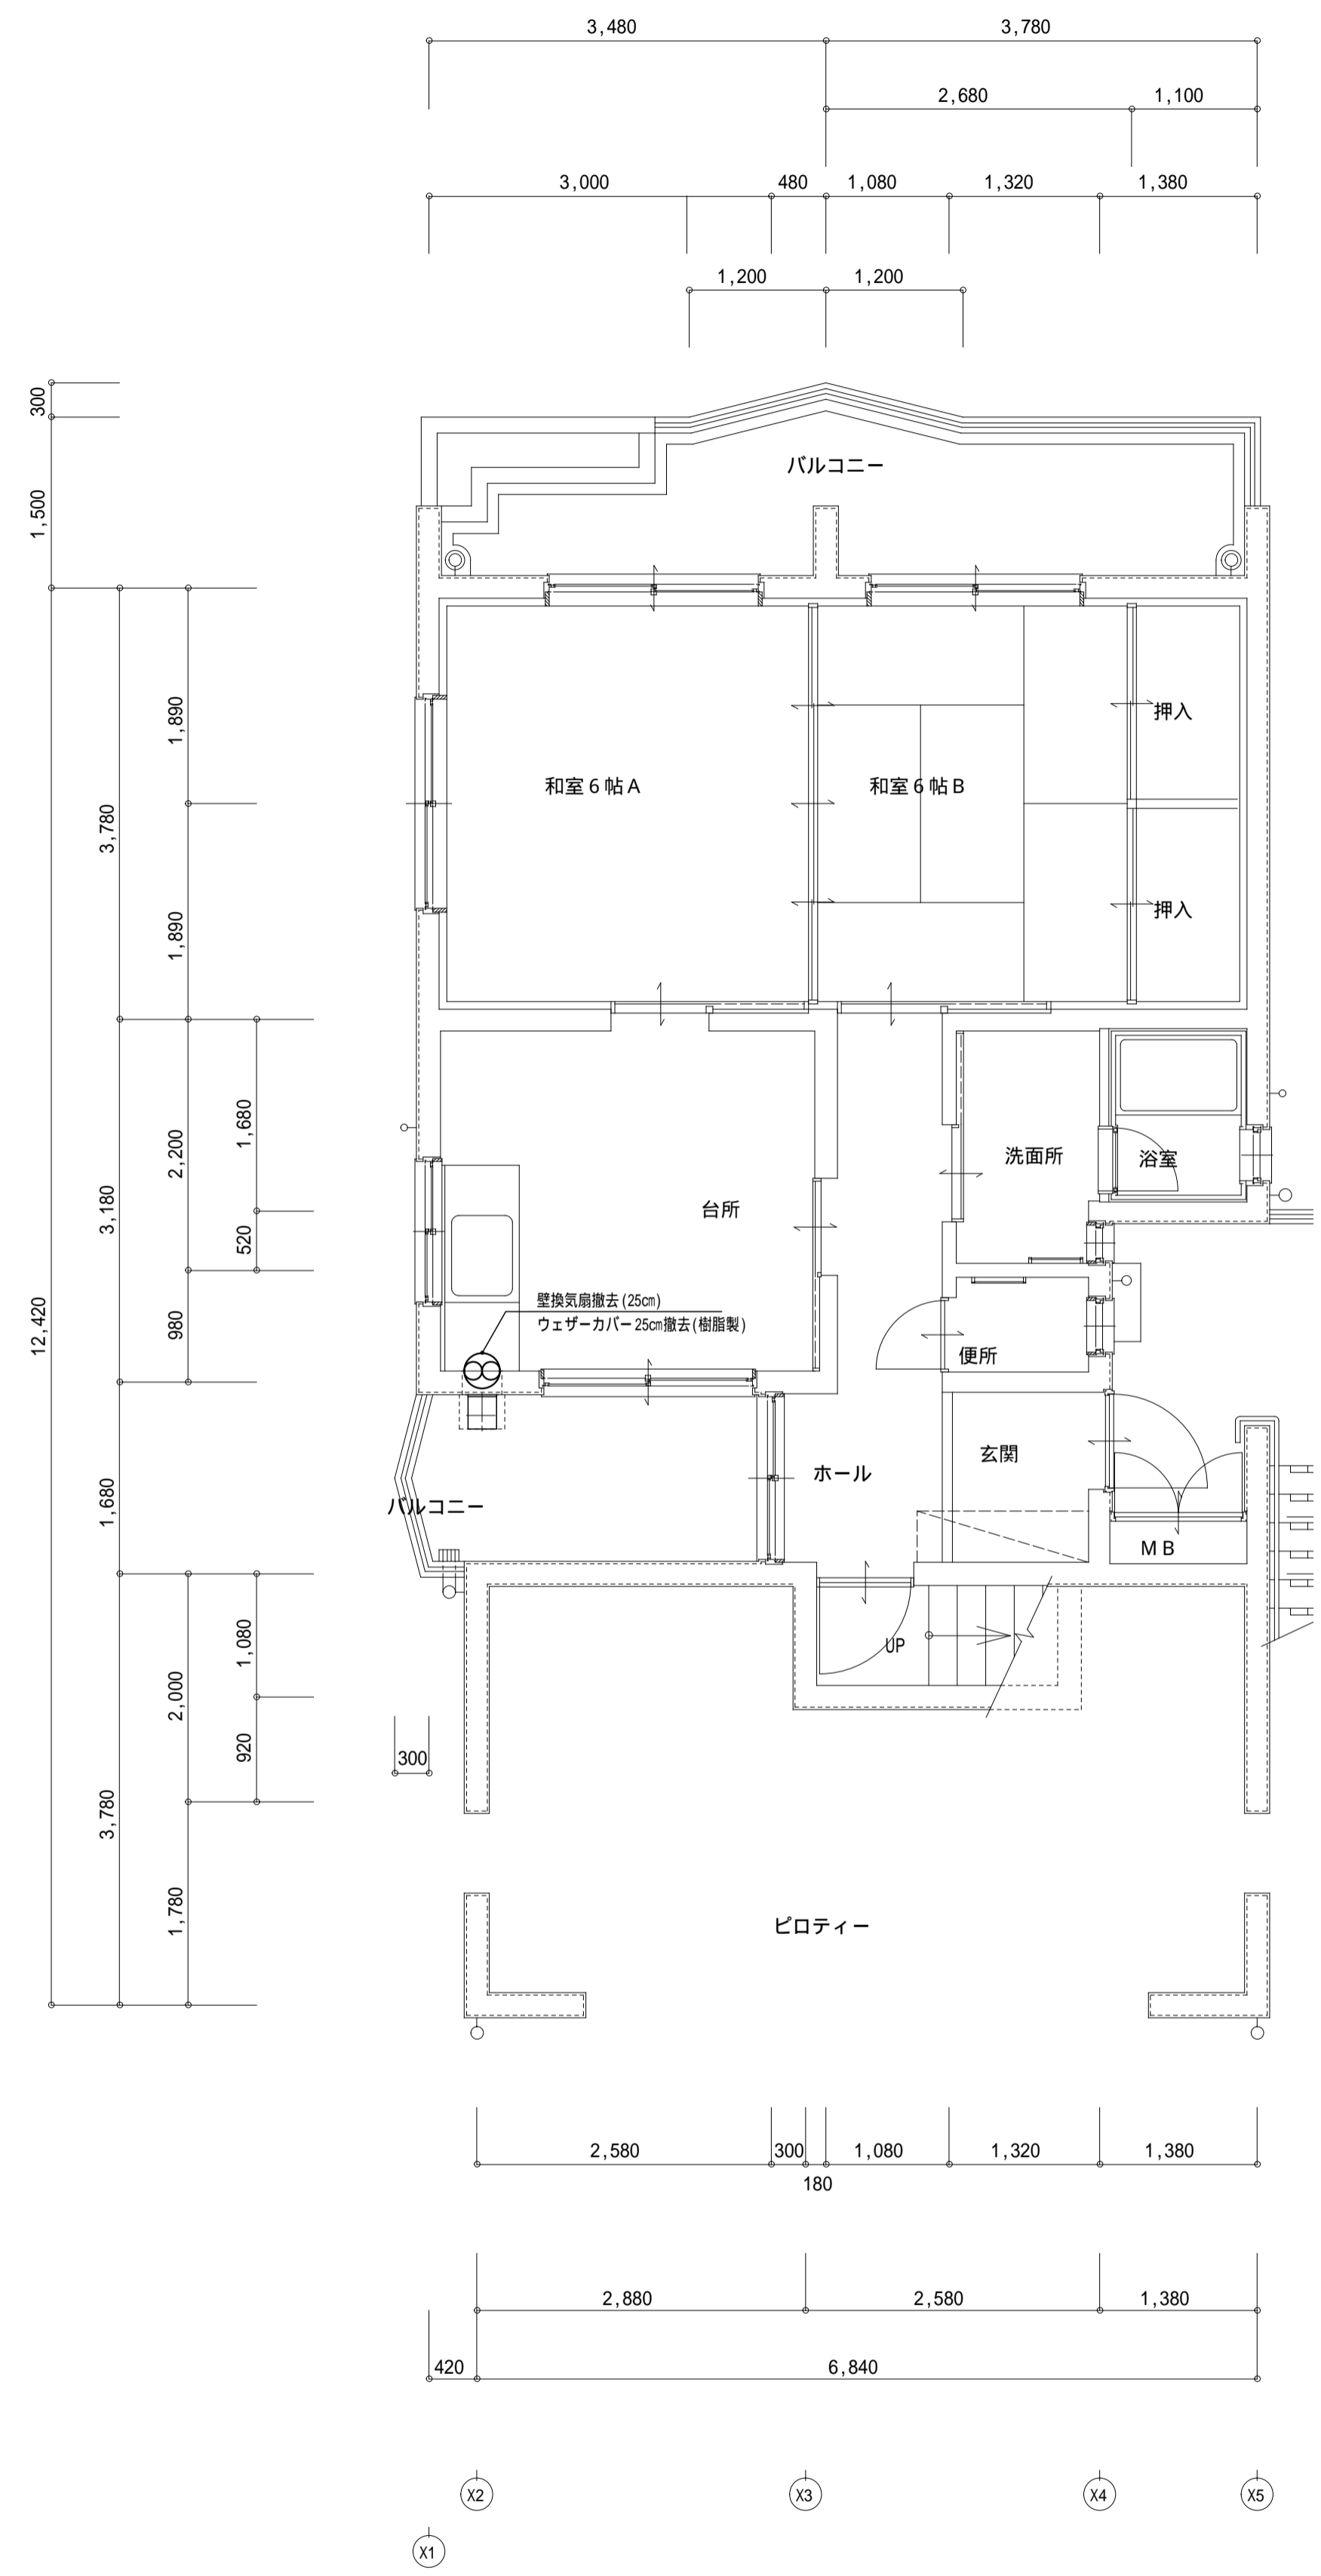 3,480
3,780
2,680
1,100
3,000
480
1,080
1,320
1,380
1,200
1,200
300
1,500
12,420
3,780
3,180
1,680
3,780
1,890
1,890
2,200
980
2,000
1,780
1,680
520
1,080
920
300
バルコニー
和室６帖Ａ
和室６帖Ｂ
押入
押入
洗面所
浴室
台所
壁換気扇撤去(25㎝)
ウェザーカバー25㎝撤去(樹脂製)
便所
玄関
ホール
バルコニー
ＭＢ
UP
ピロティー
2,580
300
180
1,080
1,320
1,380
2,880
2,580
1,380
420
6,840
X2
X3
X4
X5
X1